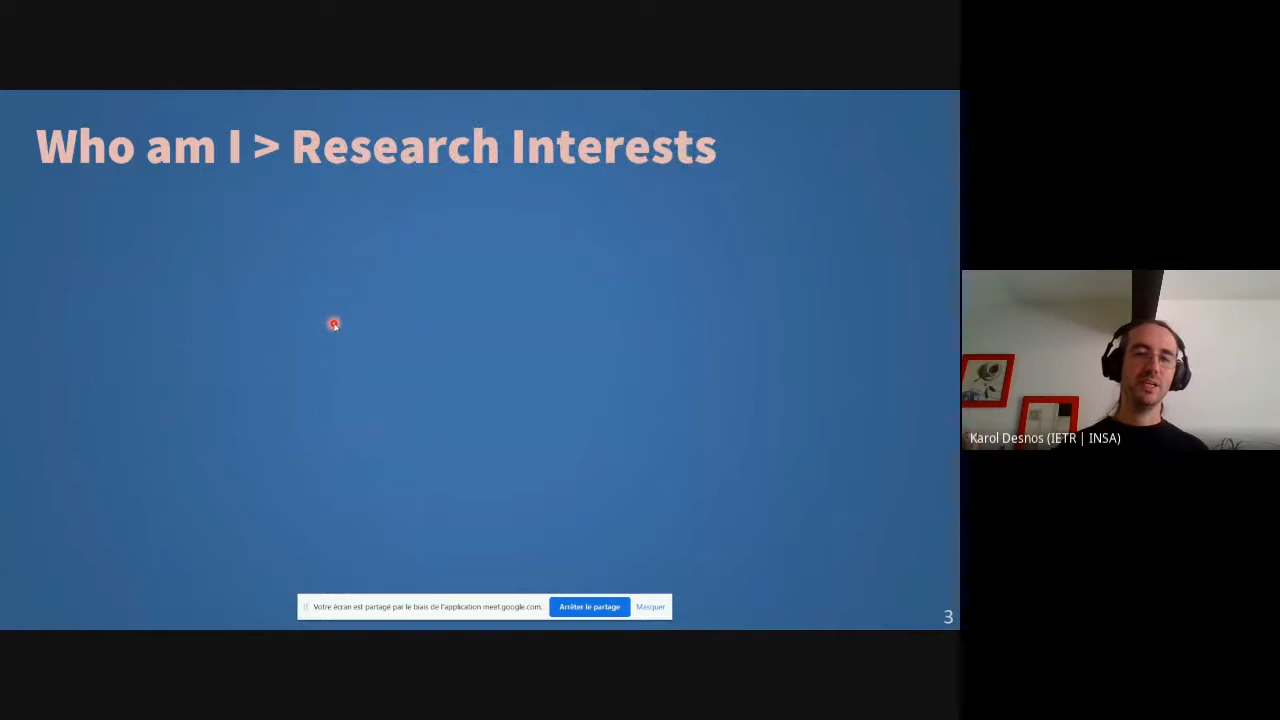 Who am I > Research Interests
Karol Desnos (IETR | INSA)
Votre écran est partagé par le biais de l'application meet.google.com.
Arrêter le partage
Masquer
3